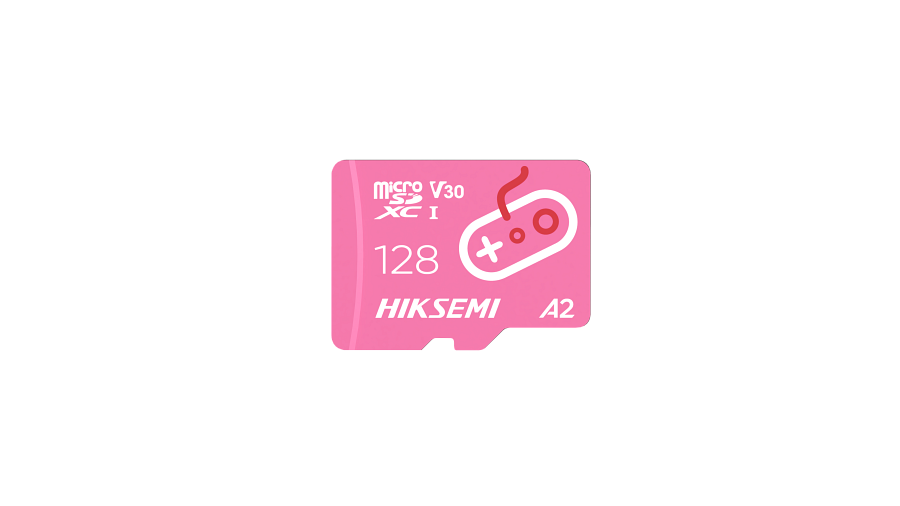 micro SD XC I V30
128
HIKSEMI A2